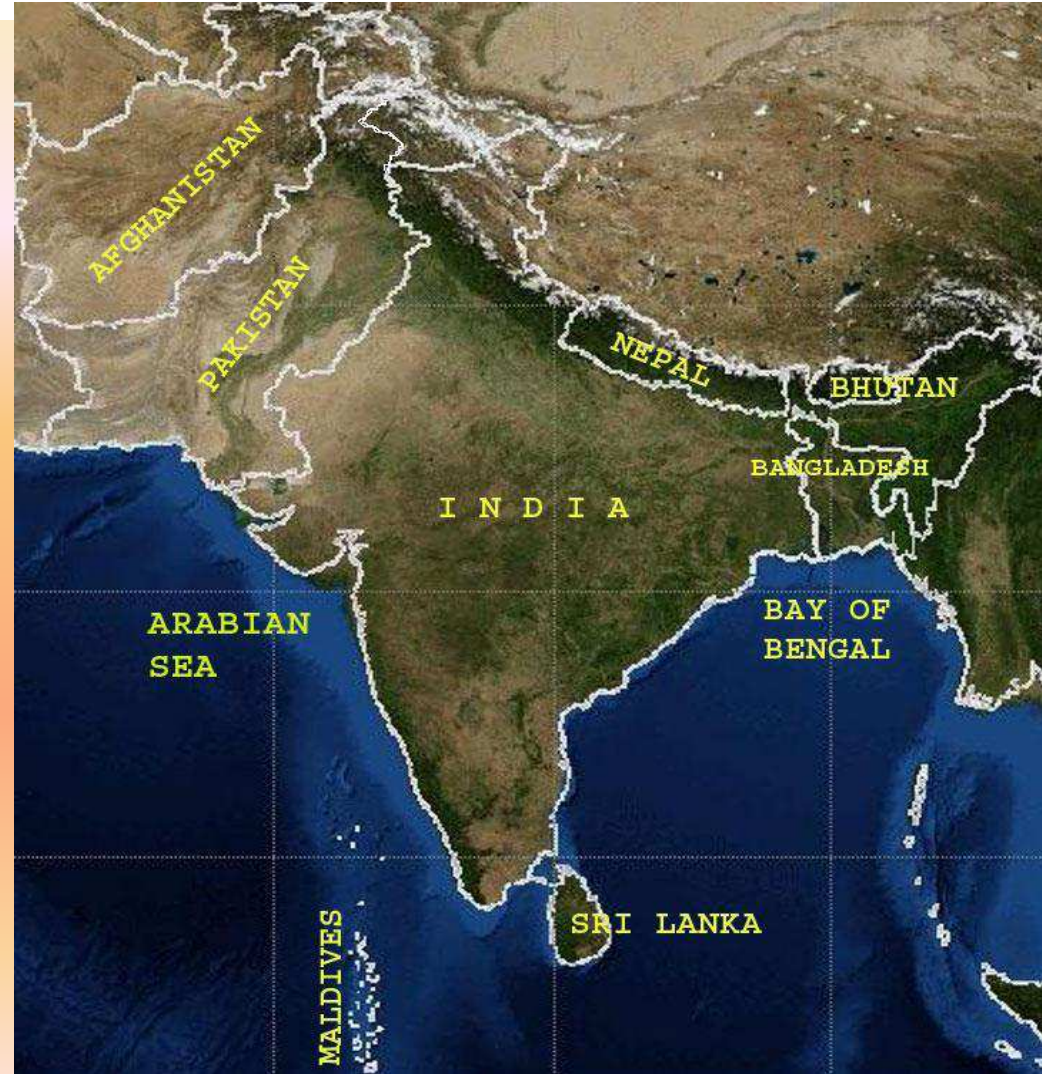 AFGHANISTAN
PAKISTAN
NEPAL
BHUTAN
BANGLADESH
I N D I A
ARABIAN
SEA
BAY OF
BENGAL
SRI LANKA
MALDIVES